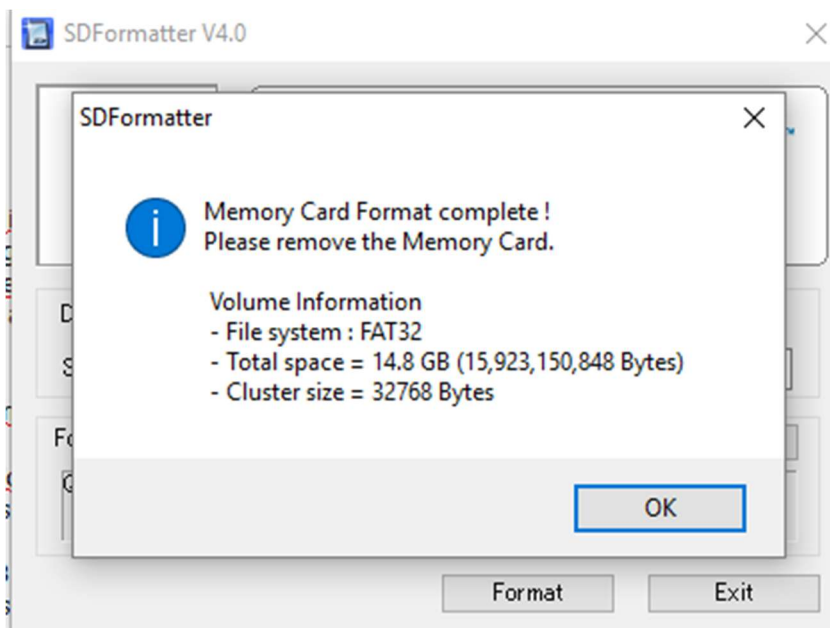 SDFormatter V4.0
SDFormatter
Memory Card Format complete !
Please remove the Memory Card.
Volume Information
- File system : FAT32
- Total space = 14.8 GB (15,923,150,848 Bytes)
- Cluster size = 32768 Bytes
OK
Format
Exit